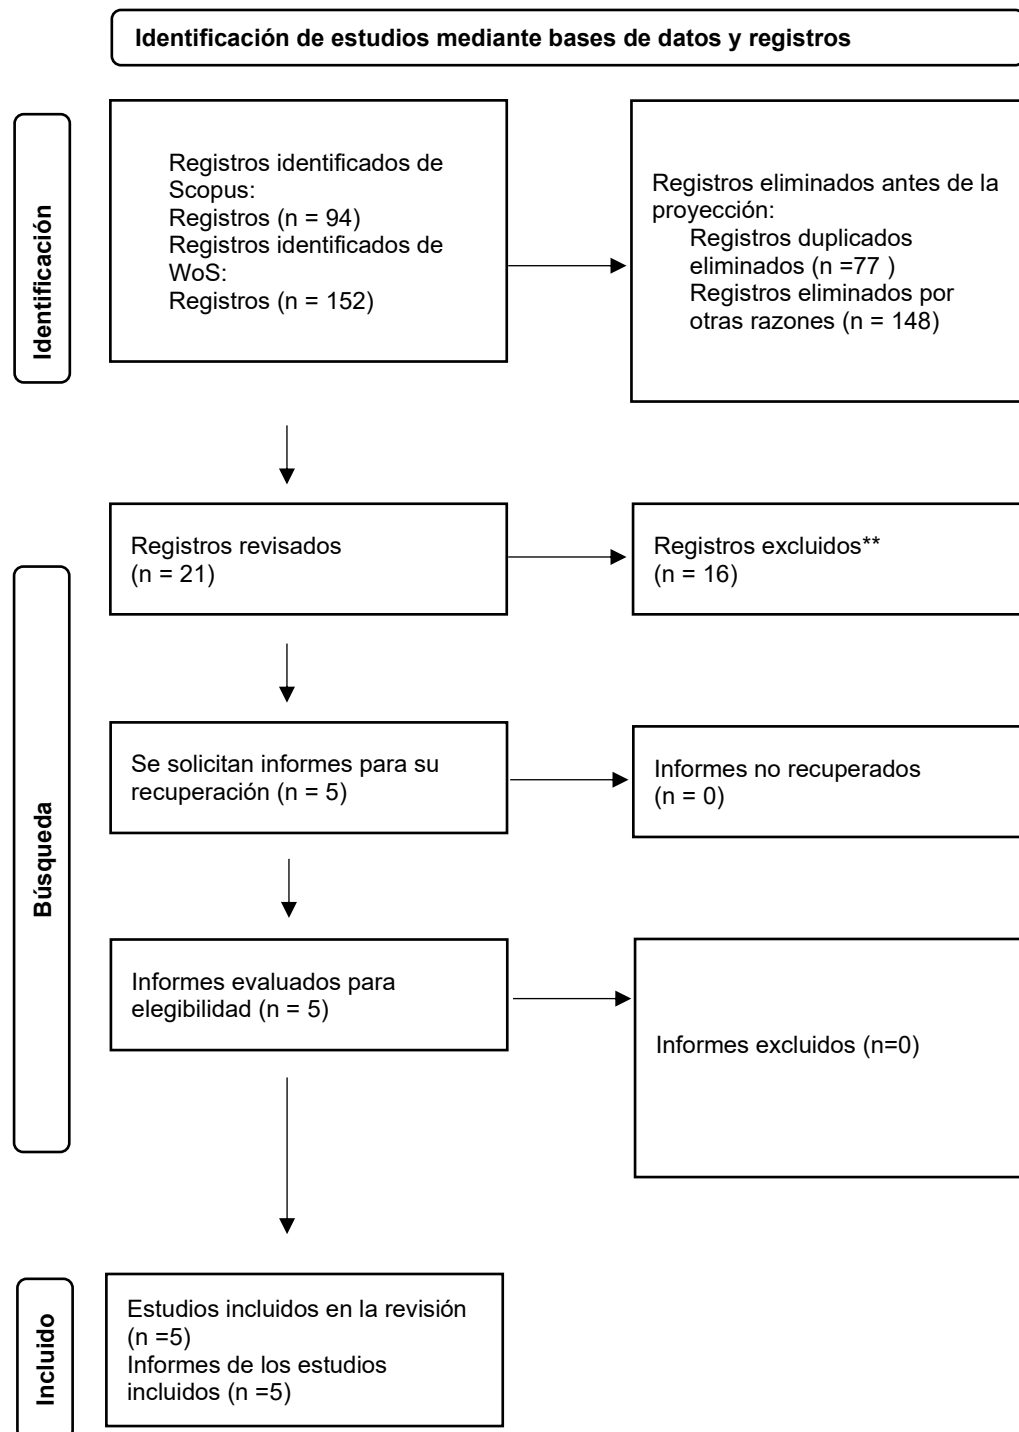 Identificación de estudios mediante bases de datos y registros
Identificación
Registros identificados de
Scopus:
Registros (n = 94)
Registros identificados de
WoS:
Registros (n = 152)
Registros eliminados antes de la
proyección:
Registros duplicados
eliminados (n =77 )
Registros eliminados por
otras razones (n = 148)
Búsqueda
Registros revisados
(n = 21)
Registros excluidos**
(n = 16)
Se solicitan informes para su
recuperación (n = 5)
Informes no recuperados
(n = 0)
Informes evaluados para
elegibilidad (n = 5)
Informes excluidos (n=0)
Incluido
Estudios incluidos en la revisión
(n =5)
Informes de los estudios
incluidos (n =5)